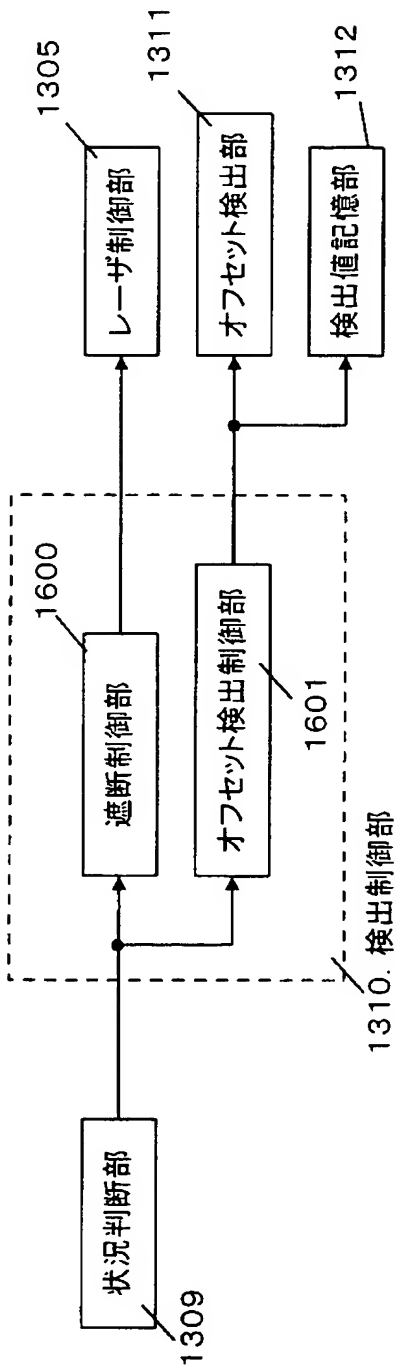 状況判断部
1309
1310. 検出制御部
1600
遮断制御部
オフセット検出制御部
1601
1305
レーザ制御部
1311
オフセット検出部
1312
検出値記憶部